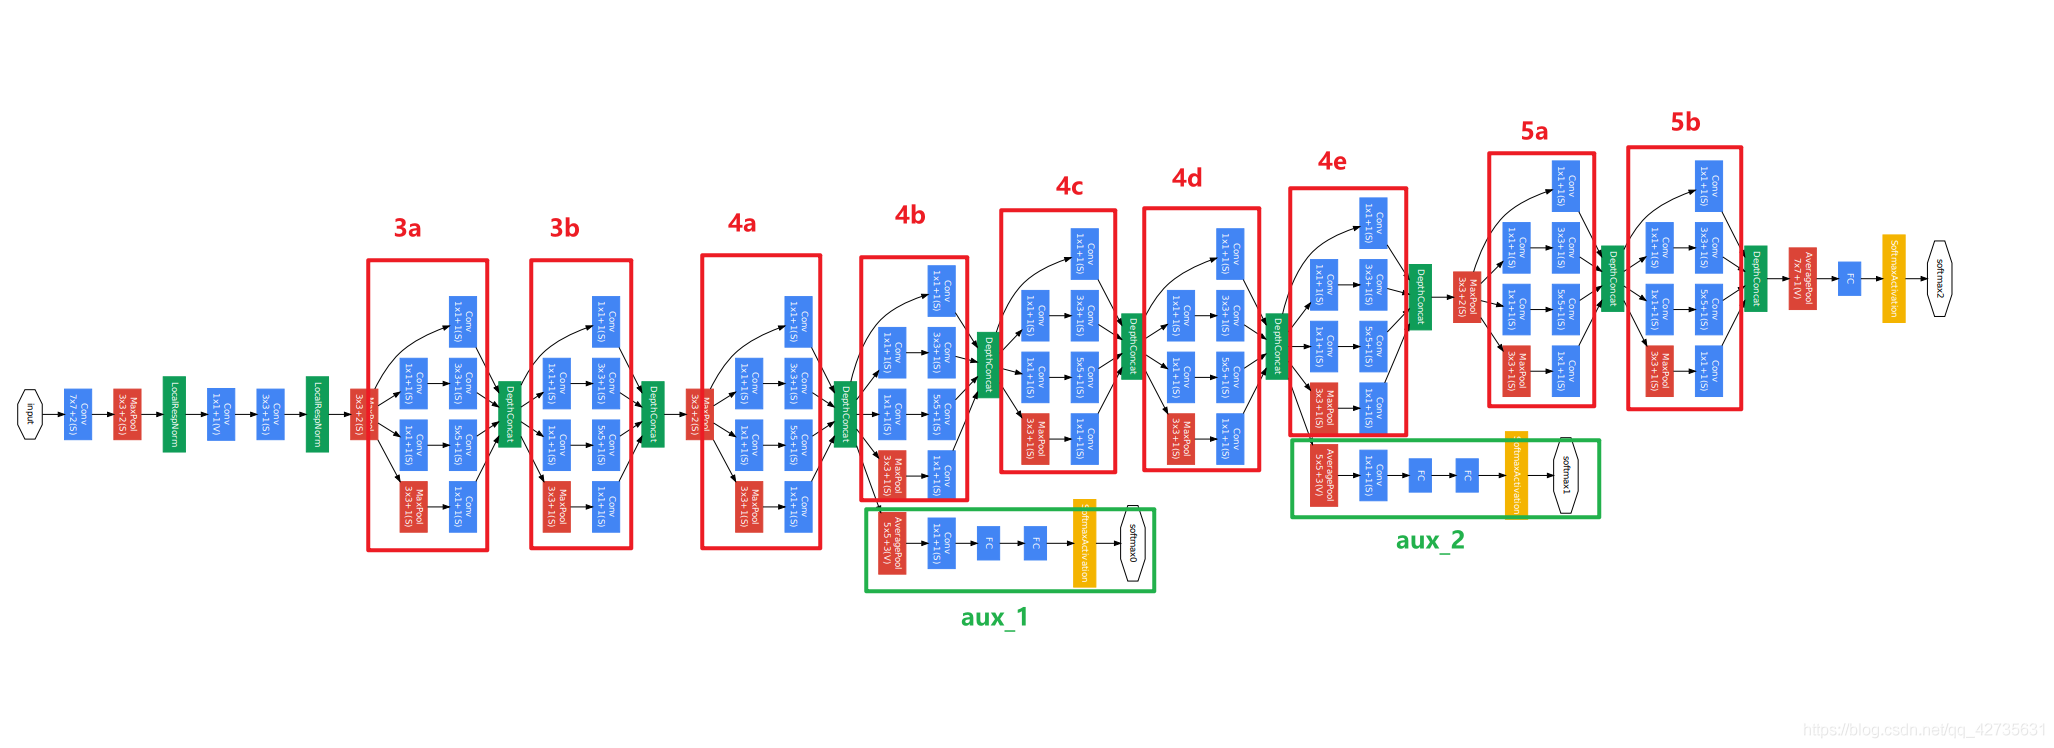 input
Conv
7x7+2(S)
MaxPool
3x3+2(S)
LocalRespNorm
Conv
1x1+1(V)
Conv
3x3+1(S)
LocalRespNorm
MaxPool
3x3+2(S)
3a
Conv
1x1+1(S)
Conv
1x1+1(S)
Conv
3x3+1(S)
Conv
1x1+1(S)
Conv
5x5+1(S)
MaxPool
3x3+1(S)
Conv
1x1+1(S)
DepthConcat
3b
Conv
1x1+1(S)
Conv
1x1+1(S)
Conv
3x3+1(S)
Conv
1x1+1(S)
Conv
5x5+1(S)
MaxPool
3x3+1(S)
Conv
1x1+1(S)
DepthConcat
MaxPool
3x3+2(S)
4a
Conv
1x1+1(S)
Conv
1x1+1(S)
Conv
3x3+1(S)
Conv
1x1+1(S)
Conv
5x5+1(S)
MaxPool
3x3+1(S)
Conv
1x1+1(S)
DepthConcat
4b
Conv
1x1+1(S)
Conv
1x1+1(S)
Conv
3x3+1(S)
Conv
1x1+1(S)
Conv
5x5+1(S)
MaxPool
3x3+1(S)
Conv
1x1+1(S)
DepthConcat
AveragePool
5x5+3(V)
Conv
1x1+1(S)
FC
FC
SoftmaxActivation
softmax0
aux_1
4c
Conv
1x1+1(S)
Conv
1x1+1(S)
Conv
3x3+1(S)
Conv
1x1+1(S)
Conv
5x5+1(S)
MaxPool
3x3+1(S)
Conv
1x1+1(S)
DepthConcat
4d
Conv
1x1+1(S)
Conv
1x1+1(S)
Conv
3x3+1(S)
Conv
1x1+1(S)
Conv
5x5+1(S)
MaxPool
3x3+1(S)
Conv
1x1+1(S)
DepthConcat
4e
Conv
1x1+1(S)
Conv
1x1+1(S)
Conv
3x3+1(S)
Conv
1x1+1(S)
Conv
5x5+1(S)
MaxPool
3x3+1(S)
Conv
1x1+1(S)
DepthConcat
AveragePool
5x5+3(V)
Conv
1x1+1(S)
FC
FC
SoftmaxActivation
softmax1
aux_2
MaxPool
3x3+2(S)
5a
Conv
1x1+1(S)
Conv
1x1+1(S)
Conv
3x3+1(S)
Conv
1x1+1(S)
Conv
5x5+1(S)
MaxPool
3x3+1(S)
Conv
1x1+1(S)
DepthConcat
5b
Conv
1x1+1(S)
Conv
1x1+1(S)
Conv
3x3+1(S)
Conv
1x1+1(S)
Conv
5x5+1(S)
MaxPool
3x3+1(S)
Conv
1x1+1(S)
DepthConcat
AveragePool
7x7+1(V)
FC
SoftmaxActivation
softmax2
https://blog.csdn.net/qq_42735631